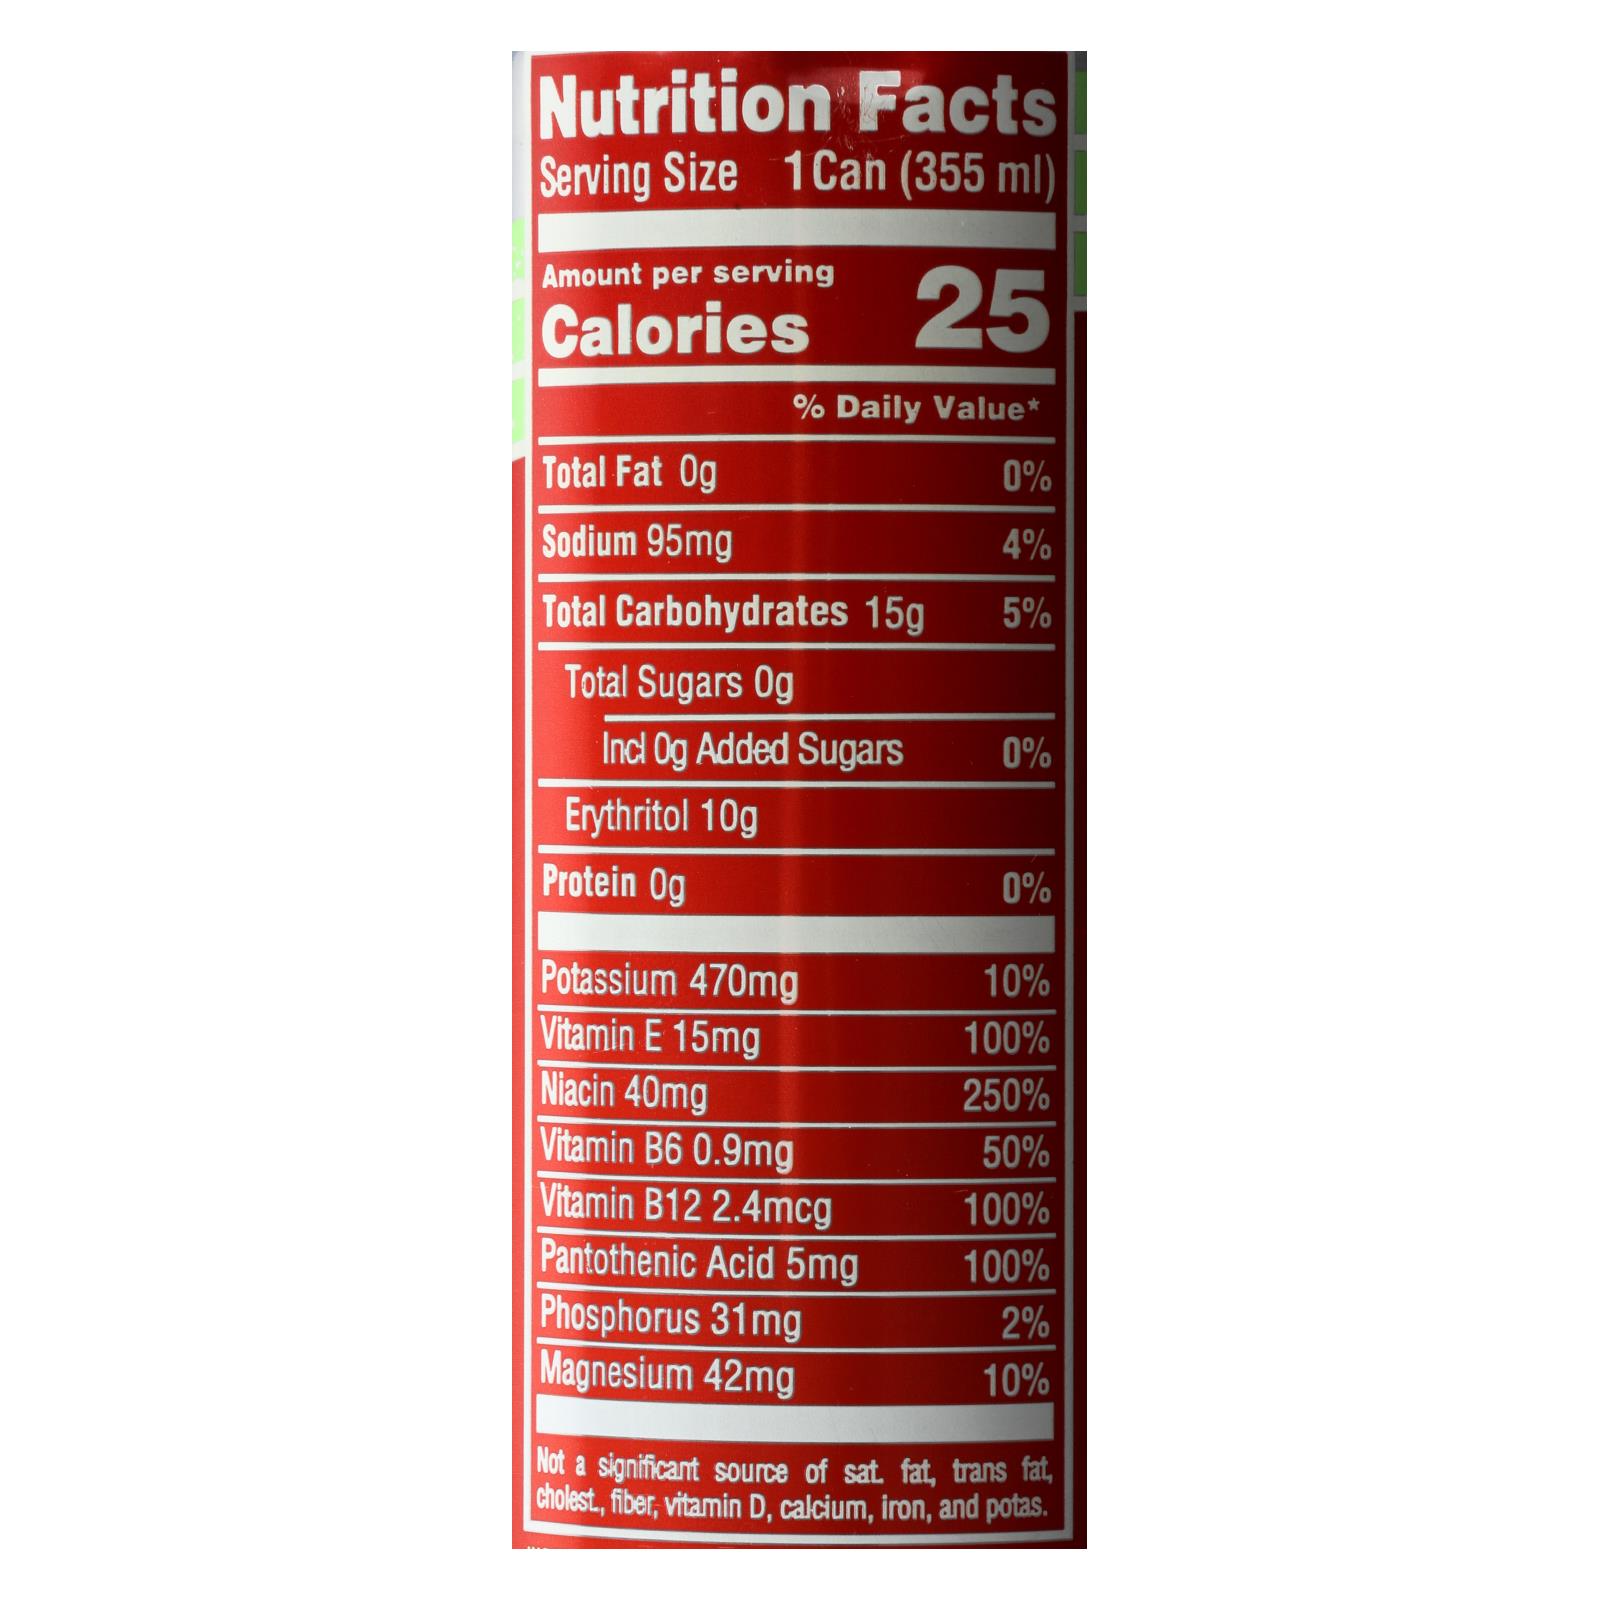 Nutrition Facts
Serving Size 1Can (355 ml)
Amount per serving
Calories 25
% Daily Value*
Total Fat 0g 0%
Sodium 95mg 4%
Total Carbohydrates 15g 5%
Total Sugars 0g
Incl 0g Added Sugars 0%
Erythritol 10g
Protein 0g 0%
Potassium 470mg 10%
Vitamin E 15mg 100%
Niacin 40mg 250%
Vitamin B6 0.9mg 50%
Vitamin B12 2.4mcg 100%
Pantothenic Acid 5mg 100%
Phosphorus 31mg 2%
Magnesium 42mg 10%
Not a significant source of sat. fat, trans fat,
cholest., fiber, vitamin D, calcium, iron, and potas.